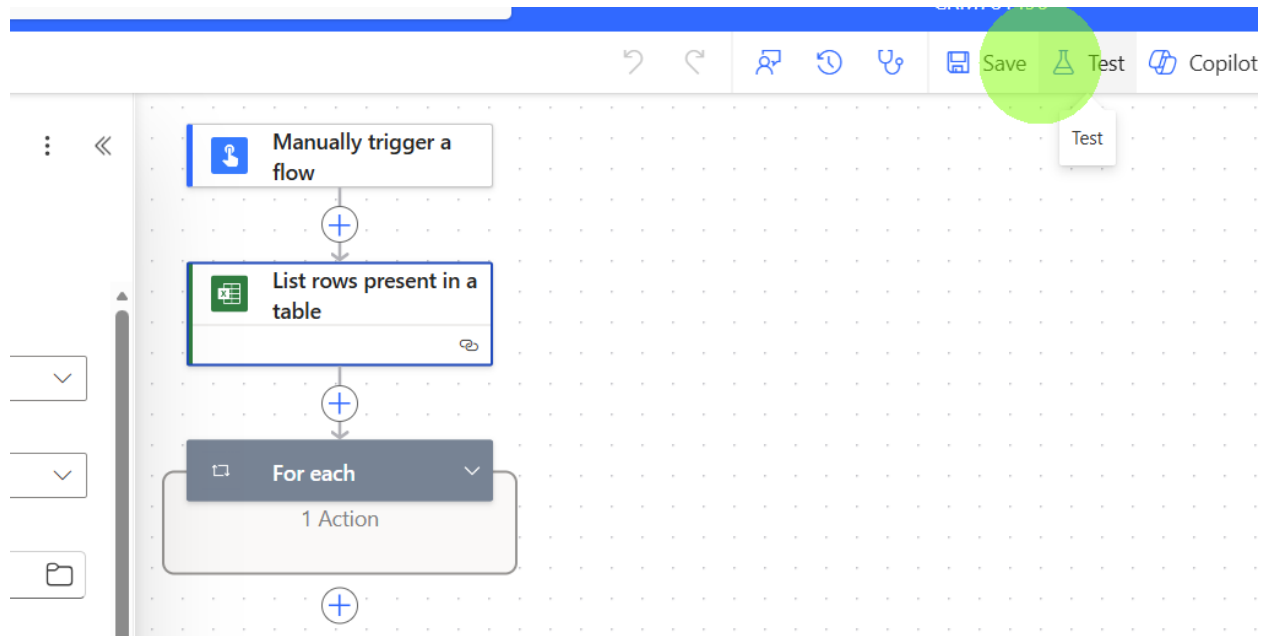 Save
Test
Copilot
Test
Manually trigger a
flow
List rows present in a
table
For each
1 Action